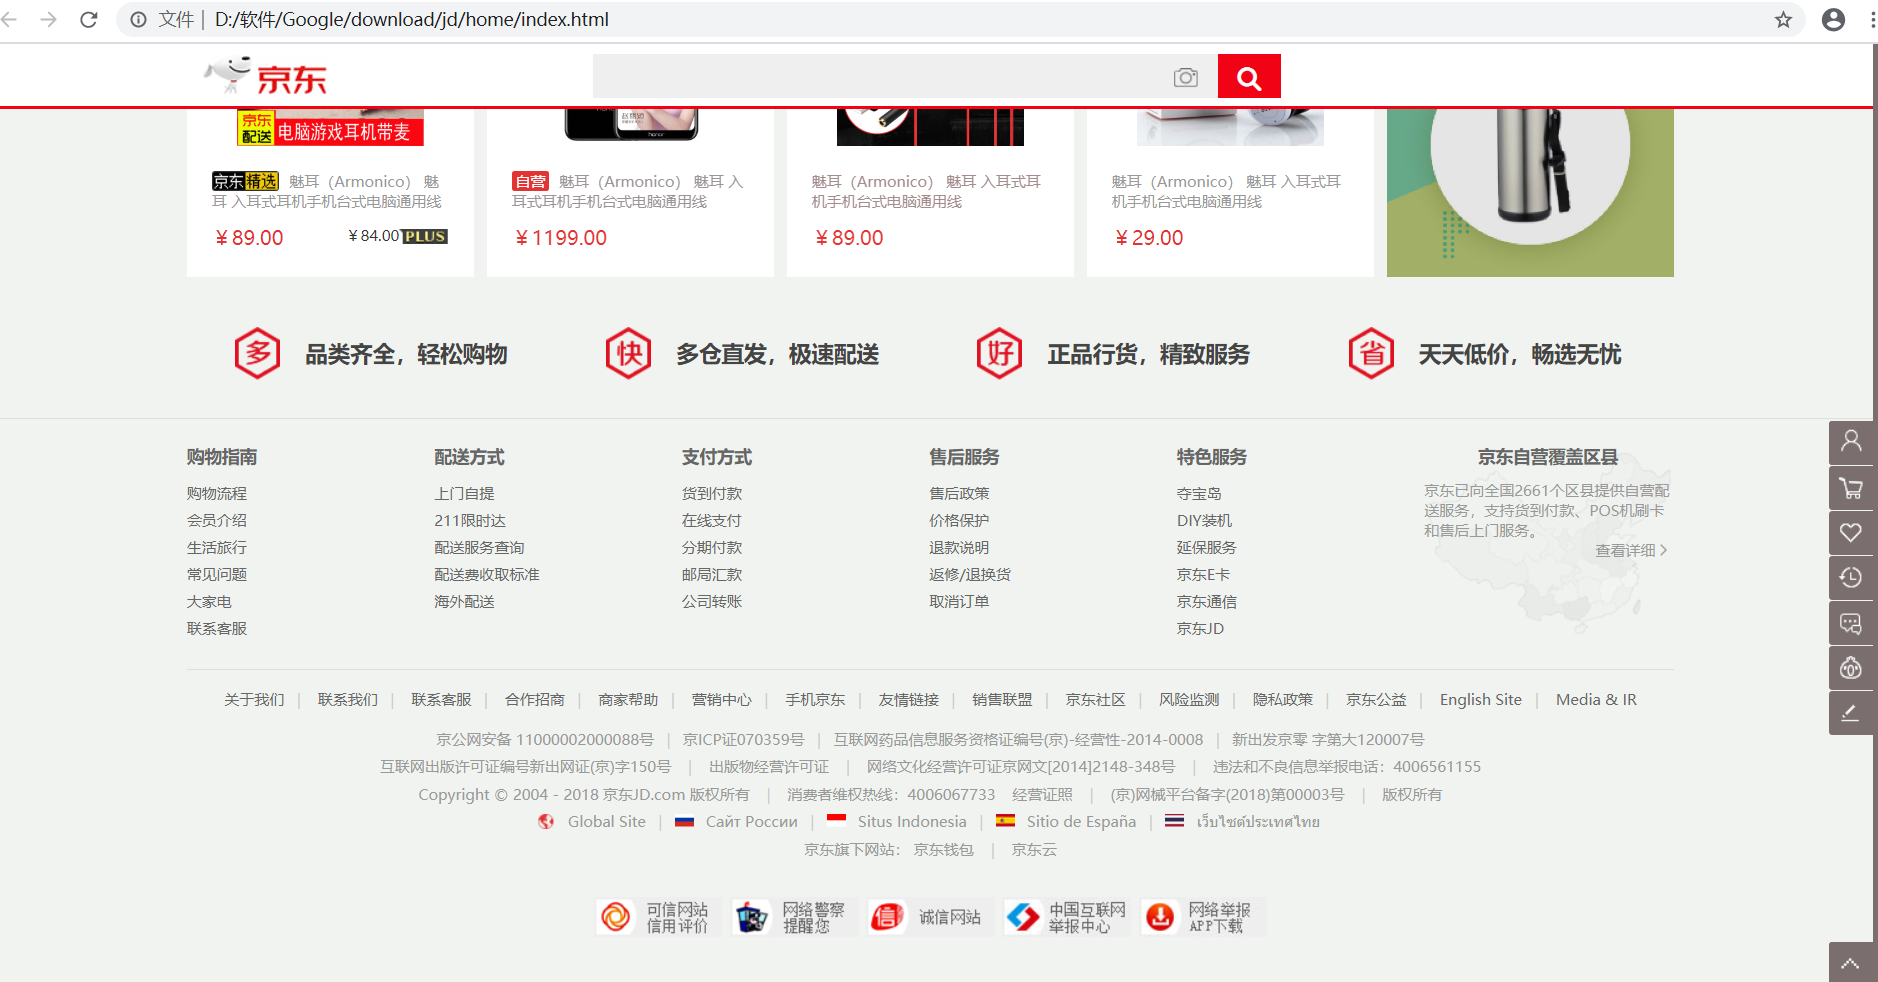 文件 | D:/软件/Google/download/jd/home/index.html
京东
京东配送 电脑游戏耳机带麦
honor
京东精选 魅耳（Armonico） 魅
耳 入耳式耳机手机台式电脑通用线
￥89.00 ￥84.00 PLUS
自营 魅耳（Armonico） 魅耳 入
耳式耳机手机台式电脑通用线
￥1199.00
魅耳（Armonico） 魅耳 入耳式耳
机手机台式电脑通用线
￥89.00
魅耳（Armonico） 魅耳 入耳式耳
机手机台式电脑通用线
￥29.00
多 品类齐全，轻松购物
快 多仓直发，极速配送
好 正品行货，精致服务
省 天天低价，畅选无忧
购物指南
购物流程
会员介绍
生活旅行
常见问题
大家电
联系客服
配送方式
上门自提
211限时达
配送服务查询
配送费收取标准
海外配送
支付方式
货到付款
在线支付
分期付款
邮局汇款
公司转账
售后服务
售后政策
价格保护
退款说明
返修/退换货
取消订单
特色服务
夺宝岛
DIY装机
延保服务
京东E卡
京东通信
京东JD
京东自营覆盖区县
京东已向全国2661个区县提供自营配
送服务，支持货到付款、POS机刷卡
和售后上门服务。
查看详细 >
关于我们 | 联系我们 | 联系客服 | 合作招商 | 商家帮助 | 营销中心 | 手机京东 | 友情链接 | 销售联盟 | 京东社区 | 风险监测 | 隐私政策 | 京东公益 | English Site | Media & IR
京公网安备 11000002000088号 | 京ICP证070359号 | 互联网药品信息服务资格证编号(京)-经营性-2014-0008 | 新出发京零 字第大120007号
互联网出版许可证编号新出网证(京)字150号 | 出版物经营许可证 | 网络文化经营许可证京网文[2014]2148-348号 | 违法和不良信息举报电话：4006561155
Copyright © 2004 - 2018 京东JD.com 版权所有 | 消费者维权热线：4006067733 经营证照 | (京)网械平台备字(2018)第00003号 | 版权所有
Global Site | Сайт России | Situs Indonesia | Sitio de España | เว็บไซต์ประเทศไทย
京东旗下网站： 京东钱包 | 京东云
可信网站
信用评价
网络警察
提醒您
信 诚信网站
中国互联网
举报中心
网络举报
APP下载